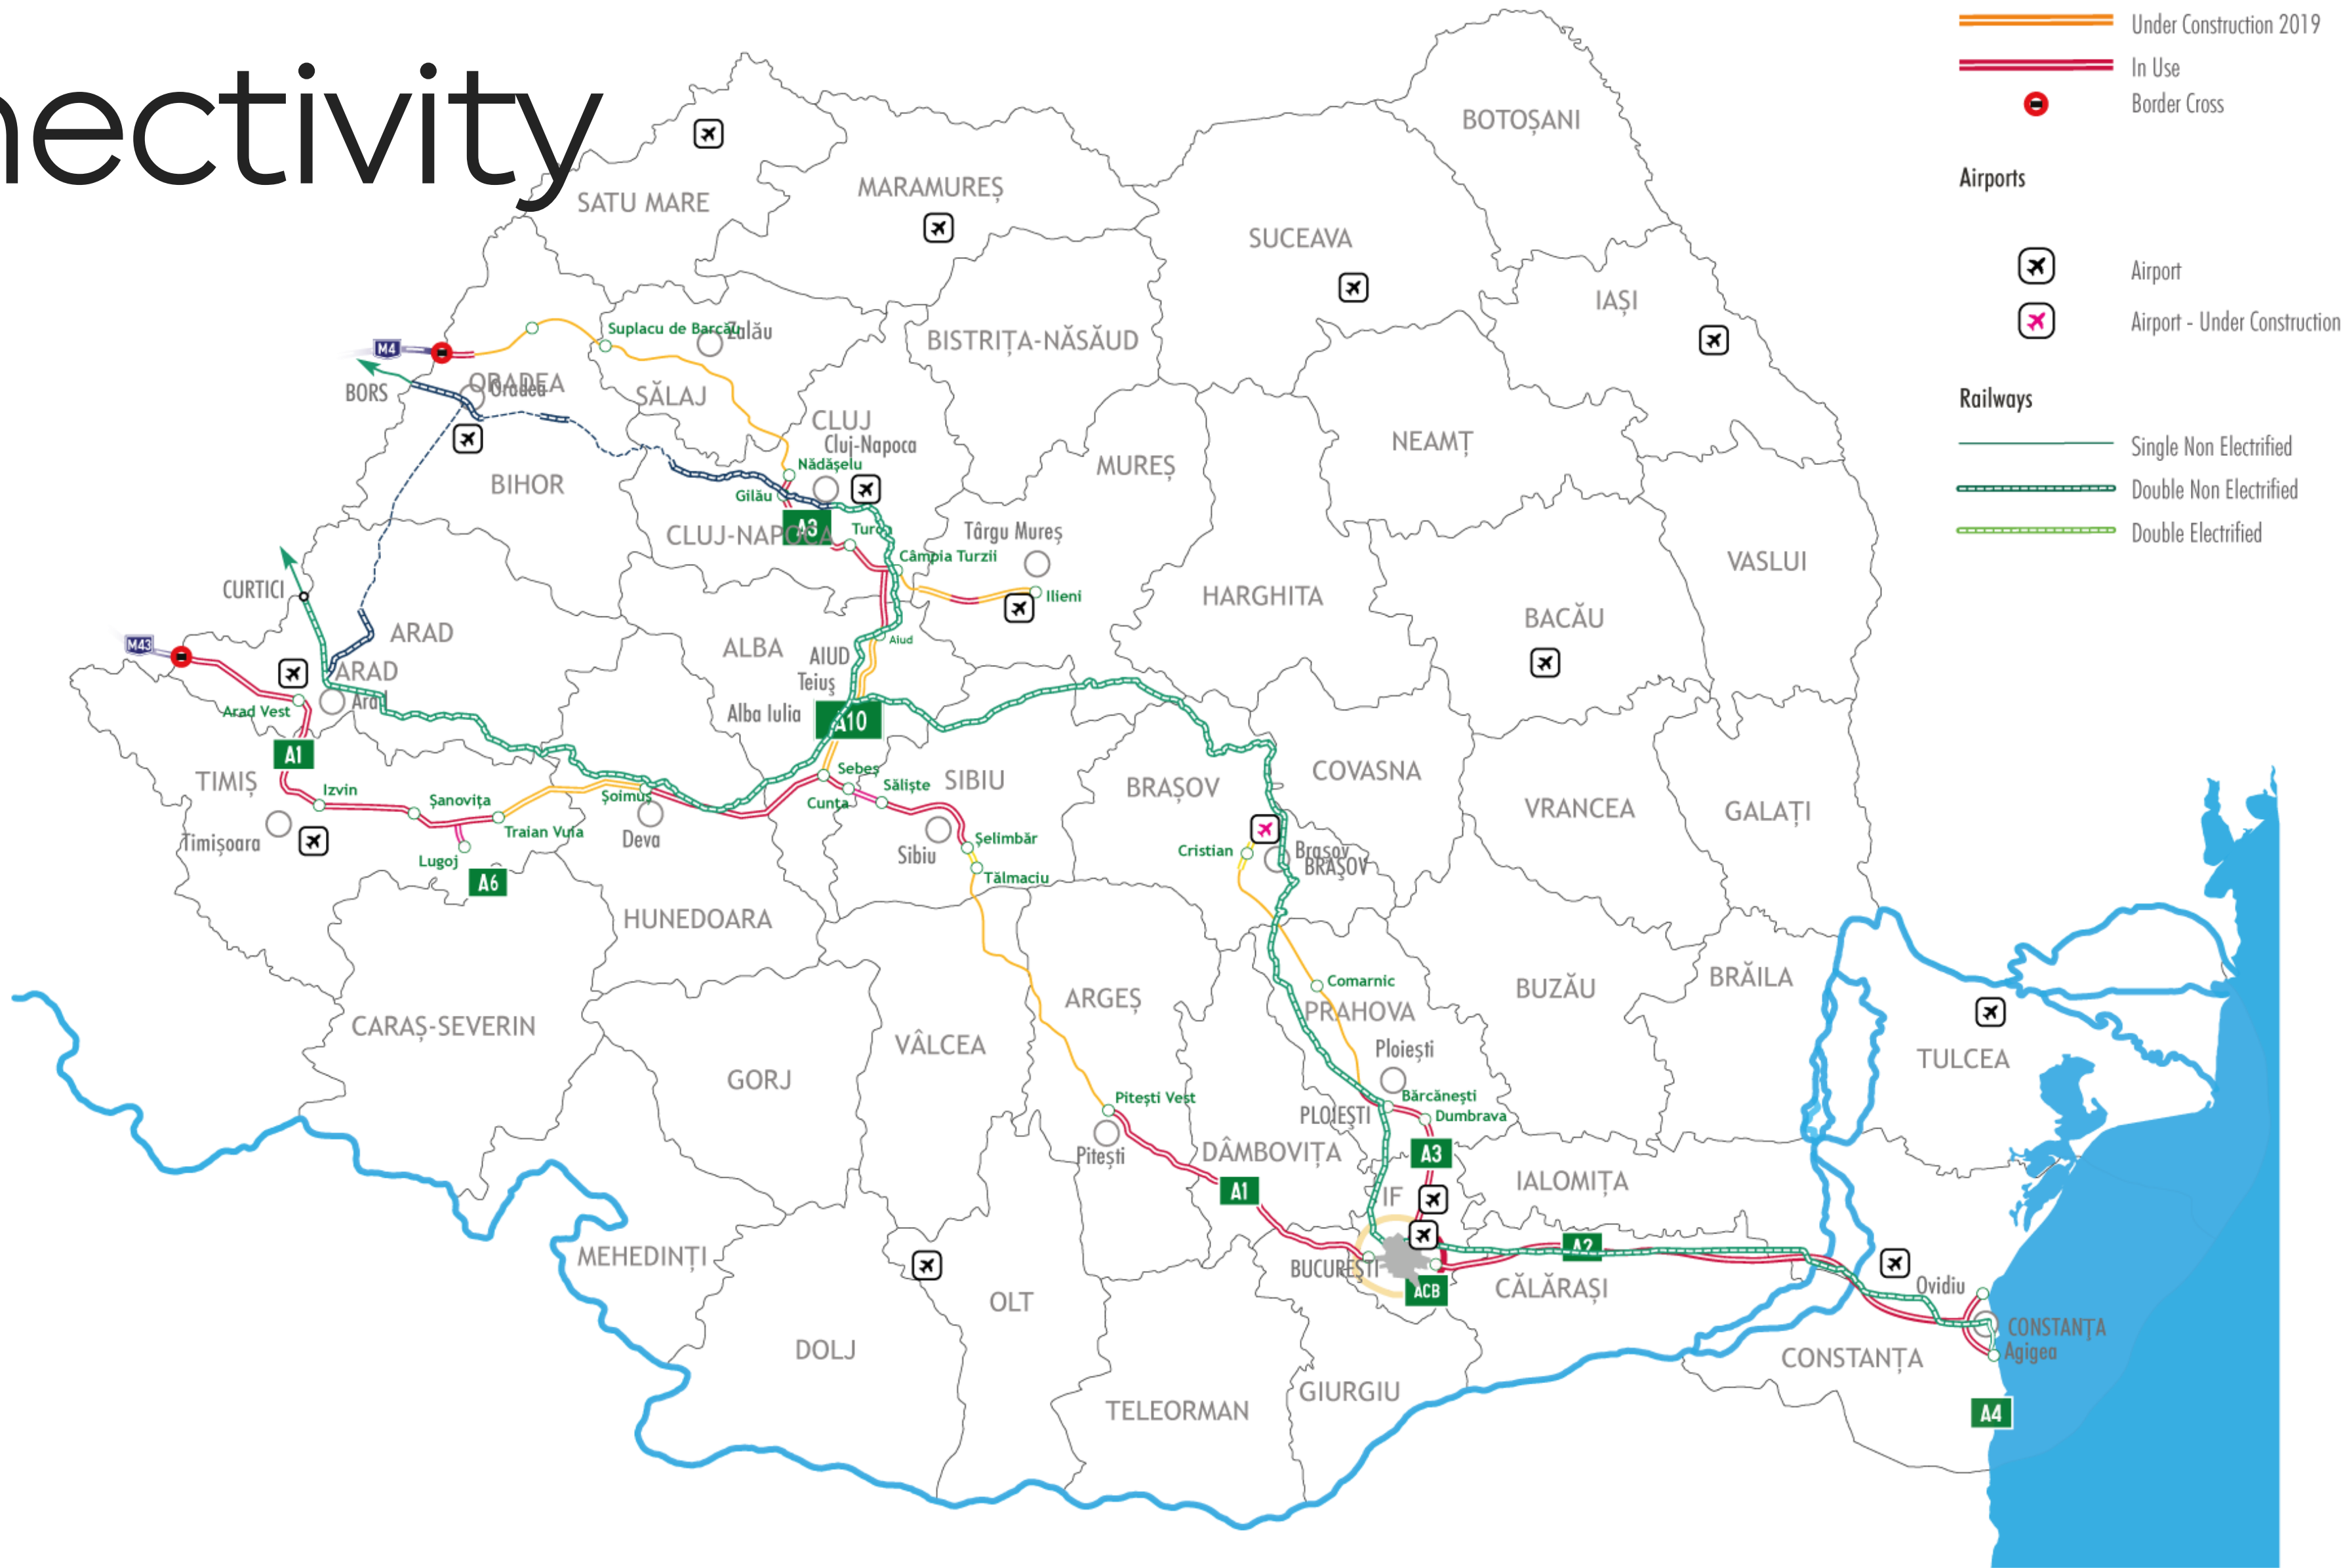 nectivity
Under Construction 2019
In Use
Border Cross
Airports
Airport
Airport - Under Construction
Railways
Single Non Electrified
Double Non Electrified
Double Electrified
BOTOȘANI
SATU MARE
MARAMUREȘ
SUCEAVA
IAȘI
Suplacu de Barcău
Zalău
BISTRIȚA-NĂSĂUD
M4
BORS
ORADEA
Oradea
SĂLAJ
CLUJ
Cluj-Napoca
NEAMȚ
MUREȘ
Nădășelu
BIHOR
Gilău
A3
CLUJ-NAPOCA
Turda
Târgu Mureș
Câmpia Turzii
VASLUI
CURTICI
Ilieni
HARGHITA
BACĂU
M43
ARAD
ALBA
Aiud
AIUD
ARAD
Teiuș
Arad
Arad Vest
Alba Iulia
A10
A1
TIMIȘ
Sebeș
SIBIU
COVASNA
Izvin
Șanovița
Șoimuș
Cunța
Săliște
BRAȘOV
VRANCEA
GALAȚI
Traian Vuia
Timișoara
Deva
Lugoj
A6
Sibiu
Șelimbăr
Tălmaciu
Cristian
Brașov
BRAȘOV
HUNEDOARA
Comarnic
BUZĂU
BRĂILA
ARGEȘ
PRAHOVA
CARAȘ-SEVERIN
VÂLCEA
Ploiești
TULCEA
GORJ
Pitești Vest
Bărcănești
PLOIEȘTI
Dumbrava
Pitești
DÂMBOVIȚA
A3
A1
IF
IALOMIȚA
MEHEDINȚI
A2
BUCUREȘTI
ACB
CĂLĂRAȘI
Ovidiu
OLT
CONSTANȚA
Agigea
DOLJ
CONSTANȚA
TELEORMAN
GIURGIU
A4